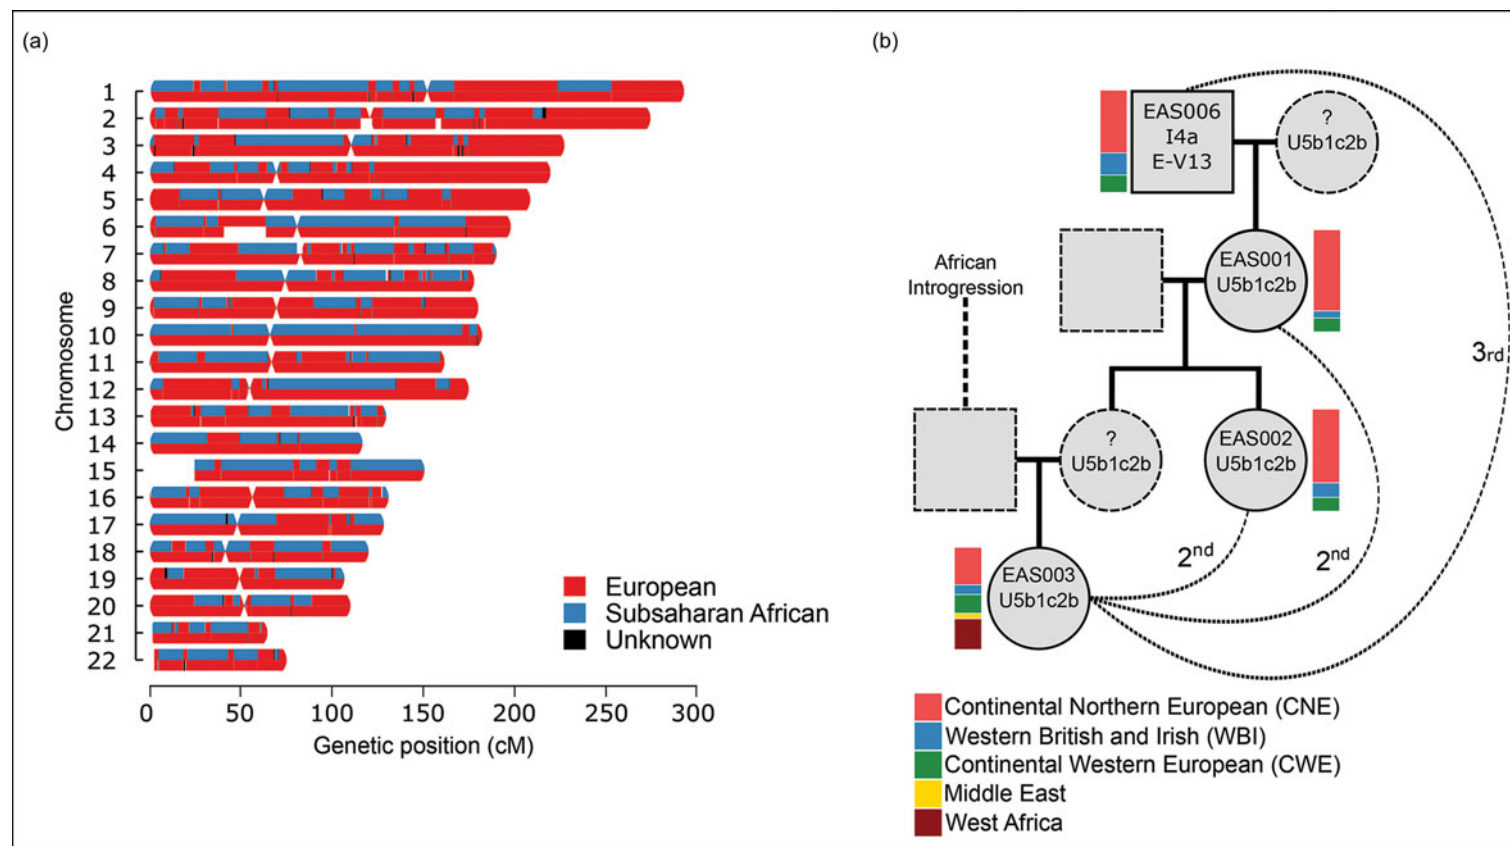 (a)
Chromosome
1
2
3
4
5
6
7
8
9
10
11
12
13
14
15
16
17
18
19
20
21
22
European
Subsaharan African
Unknown
0 50 100 150 200 250 300
Genetic position (cM)
(b)
EAS006
I4a
E-V13
?
U5b1c2b
EAS001
U5b1c2b
African
Introgression
3rd
?
U5b1c2b
EAS002
U5b1c2b
2nd
2nd
EAS003
U5b1c2b
Continental Northern European (CNE)
Western British and Irish (WBI)
Continental Western European (CWE)
Middle East
West Africa